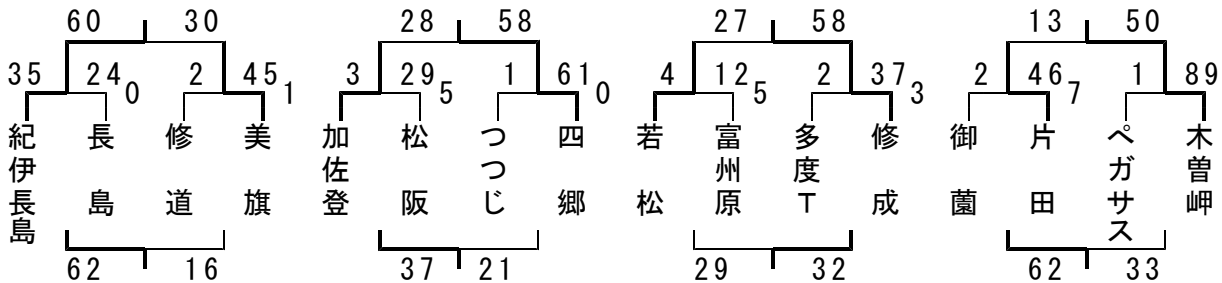 60 30 28 58 27 58 13 50
35 24 2 45 3 29 1 61 4 12 2 37 2 46 1 89
0 1 5 0 5 3 7
紀伊長島
長島
修道
美旗
加佐登
松阪
つつじ
四郷
若松
富州原
多度T
修成
御薗
片田
ペガサス
木曽岬
62 16 37 21 29 32 62 33